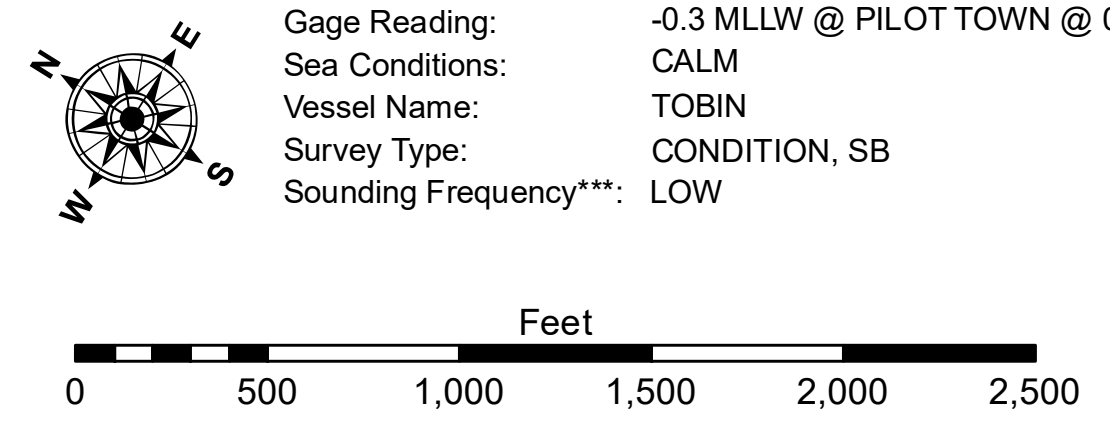 N
E
S
W
Gage Reading: -0.3 MLLW @ PILOT TOWN @
Sea Conditions: CALM
Vessel Name: TOBIN
Survey Type: CONDITION, SB
Sounding Frequency***: LOW
Feet
0 500 1,000 1,500 2,000 2,500